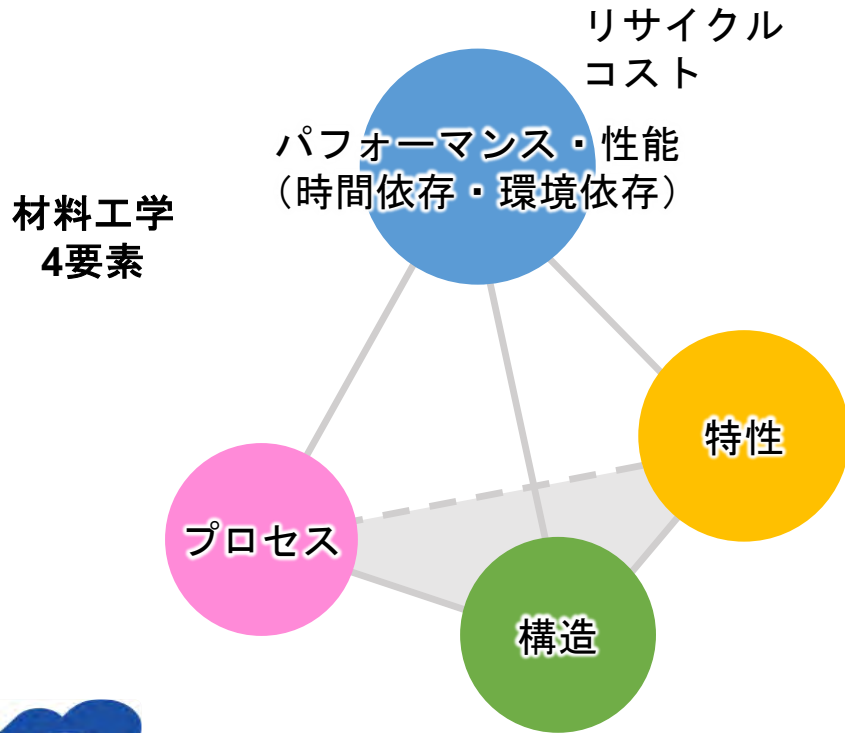 リサイクル
コスト
パフォーマンス・性能
（時間依存・環境依存）
材料工学
4要素
特性
プロセス
構造